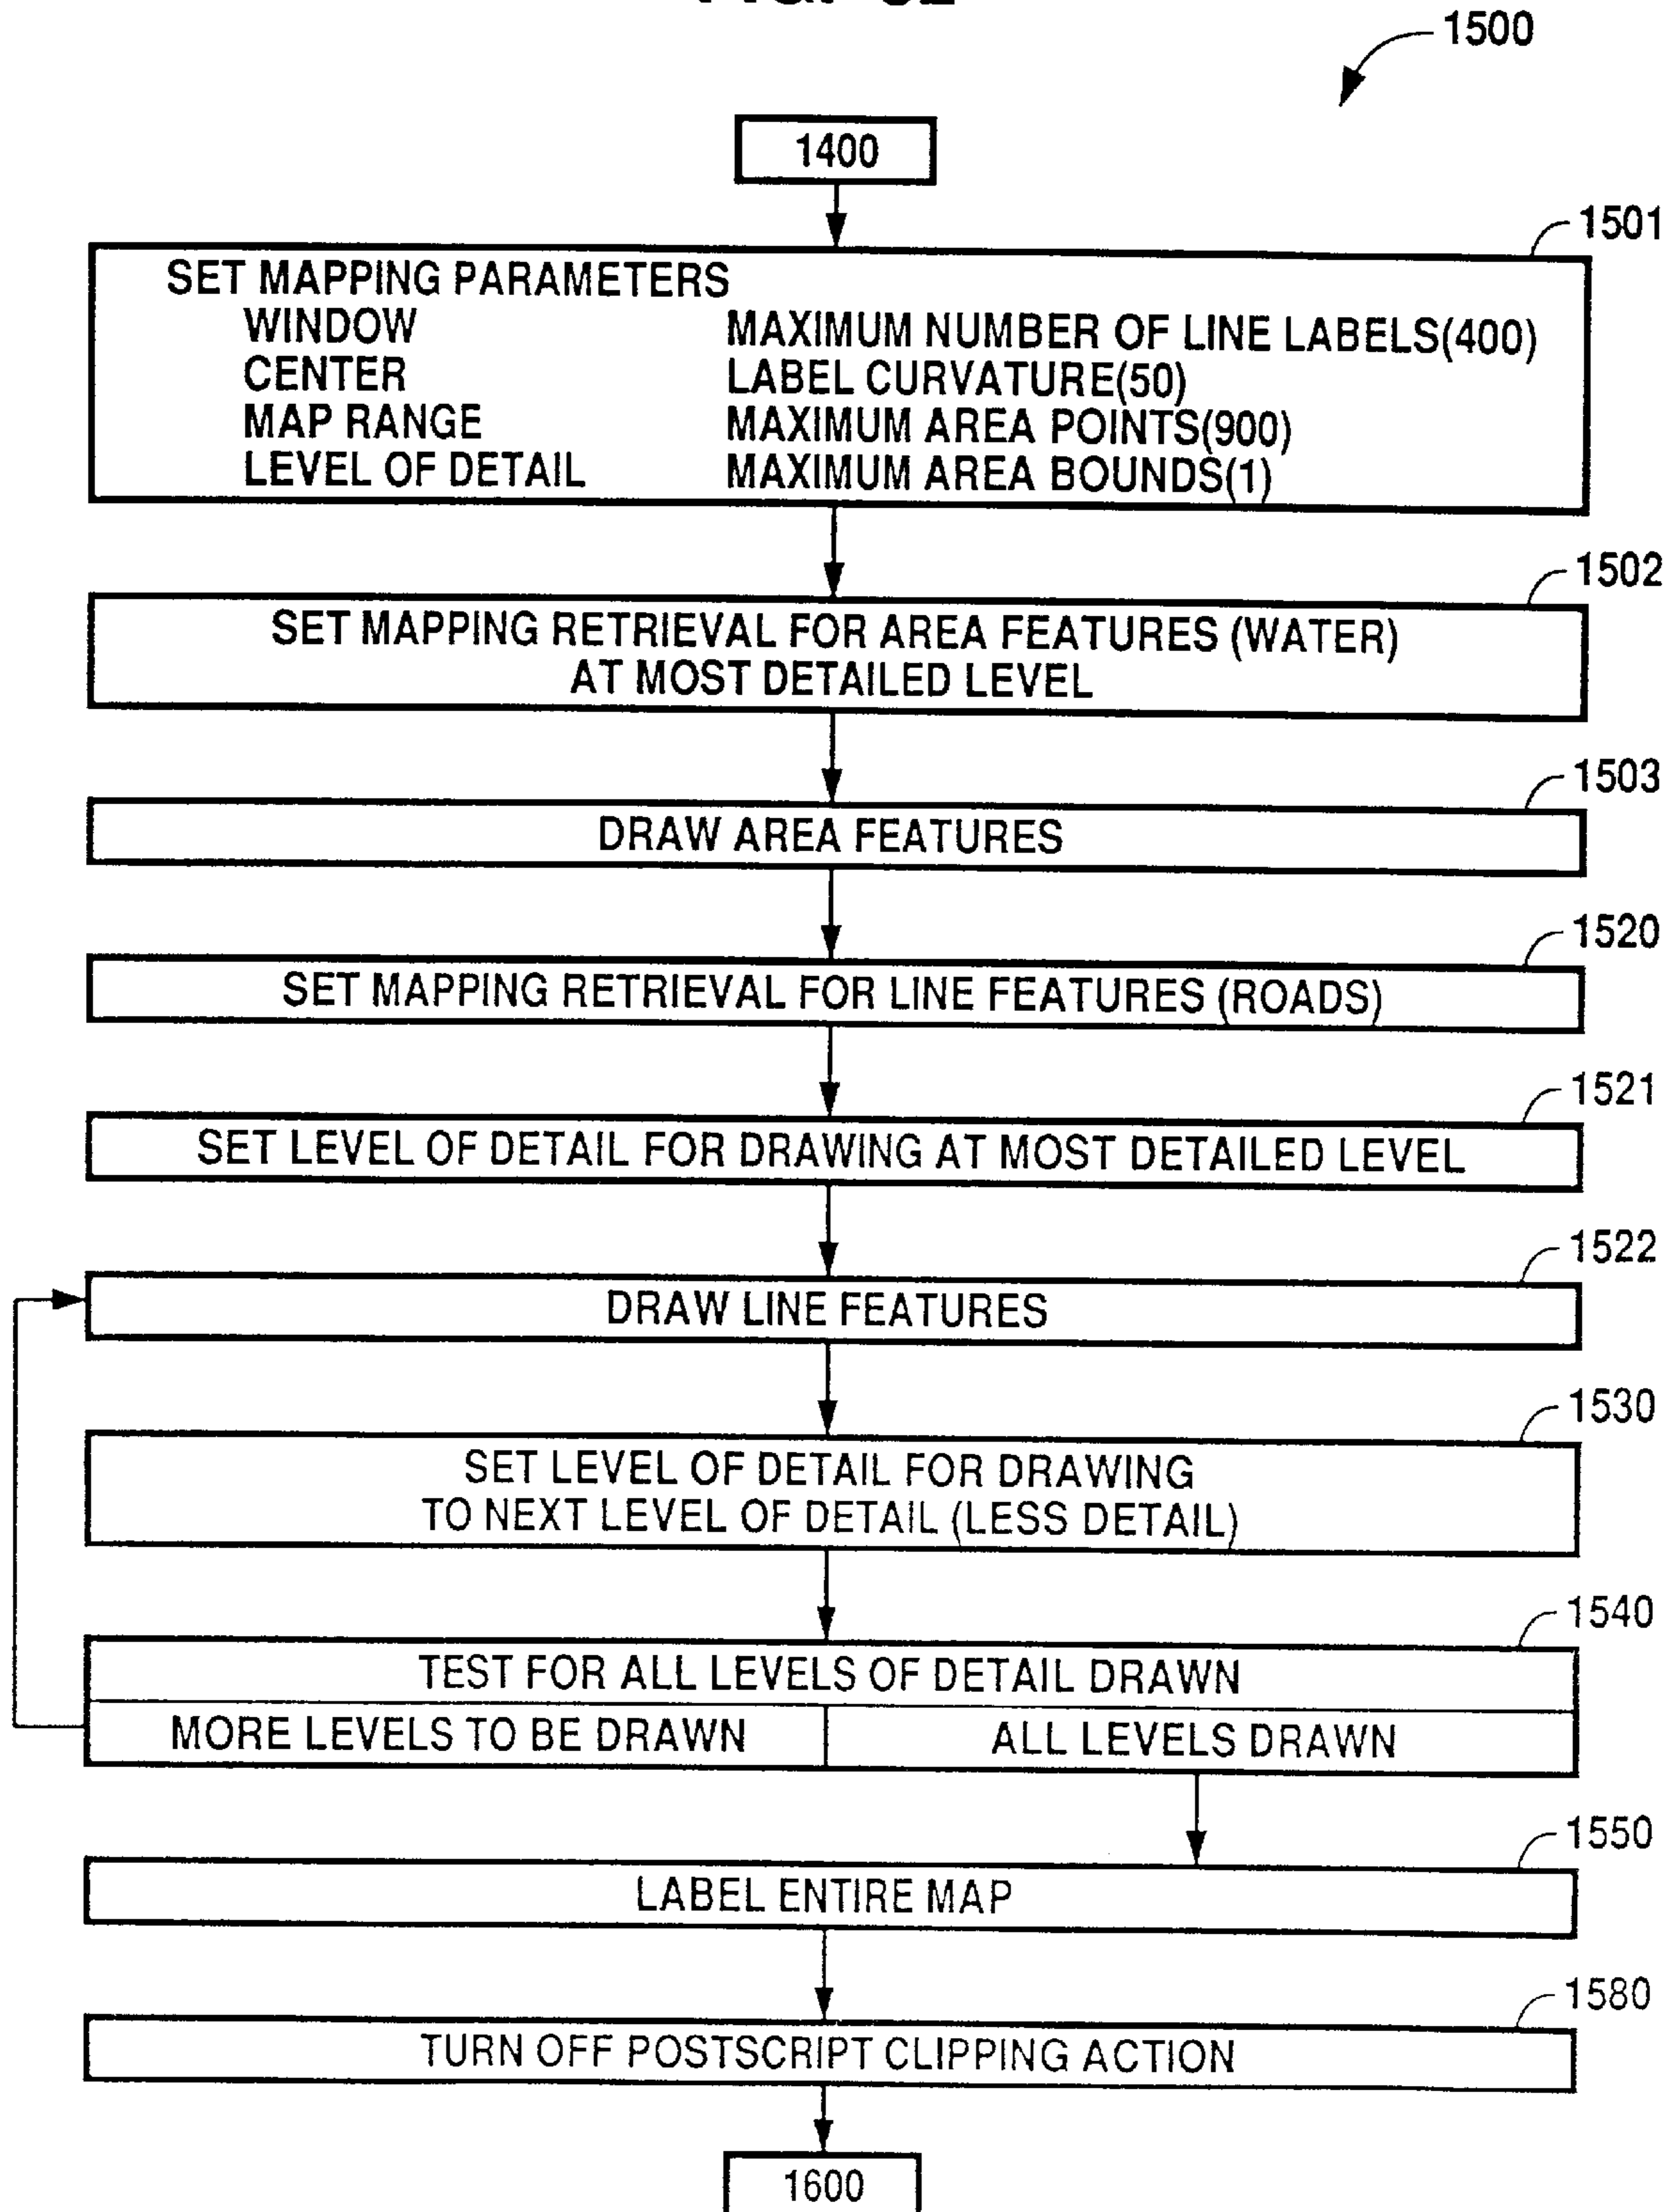 1500
1400
1501
SET MAPPING PARAMETERS
WINDOW MAXIMUM NUMBER OF LINE LABELS(400)
CENTER LABEL CURVATURE(50)
MAP RANGE MAXIMUM AREA POINTS(900)
LEVEL OF DETAIL MAXIMUM AREA BOUNDS(1)
1502
SET MAPPING RETRIEVAL FOR AREA FEATURES (WATER)
AT MOST DETAILED LEVEL
1503
DRAW AREA FEATURES
1520
SET MAPPING RETRIEVAL FOR LINE FEATURES (ROADS)
1521
SET LEVEL OF DETAIL FOR DRAWING AT MOST DETAILED LEVEL
1522
DRAW LINE FEATURES
1530
SET LEVEL OF DETAIL FOR DRAWING
TO NEXT LEVEL OF DETAIL (LESS DETAIL)
1540
TEST FOR ALL LEVELS OF DETAIL DRAWN
MORE LEVELS TO BE DRAWN ALL LEVELS DRAWN
1550
LABEL ENTIRE MAP
1580
TURN OFF POSTSCRIPT CLIPPING ACTION
1600